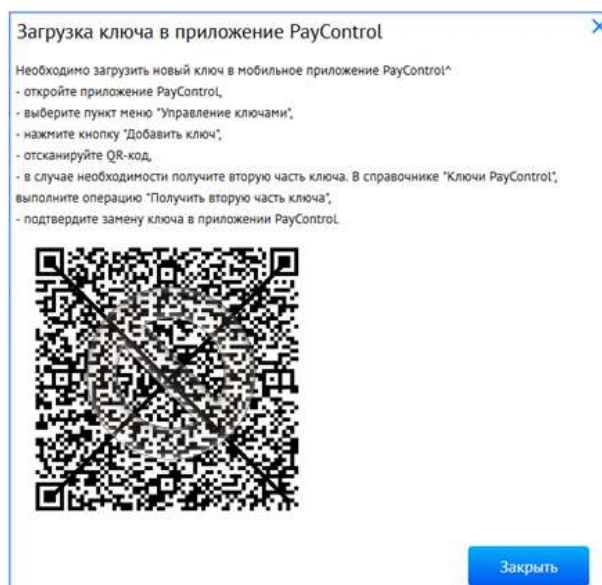 Загрузка ключа в приложение PayControl
Необходимо загрузить новый ключ в мобильное приложение PayControl^
- откройте приложение PayControl,
- выберите пункт меню "Управление ключами",
- нажмите кнопку "Добавить ключ",
- отсканируйте QR-код,
- в случае необходимости получите вторую часть ключа. В справочнике "Ключи PayControl",
выполните операцию "Получить вторую часть ключа",
- подтвердите замену ключа в приложении PayControl.
Закрыть